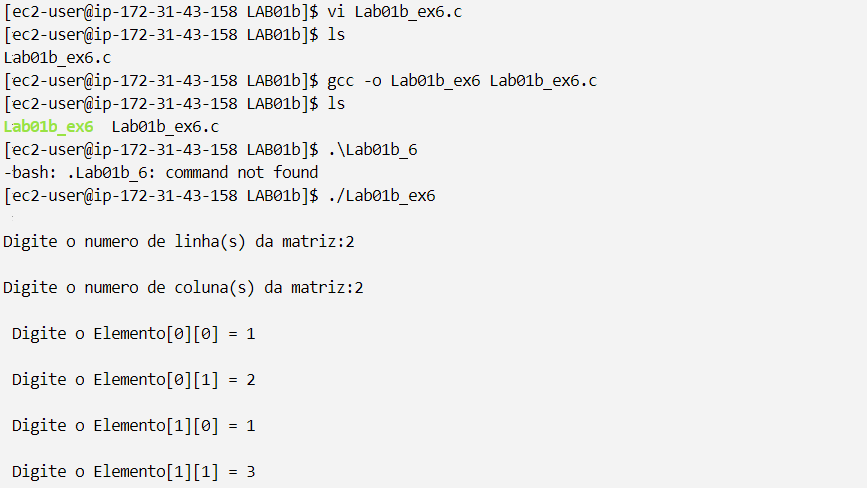 [ec2-user@ip-172-31-43-158 LAB01b]$ vi Lab01b_ex6.c
[ec2-user@ip-172-31-43-158 LAB01b]$ ls
Lab01b_ex6.c
[ec2-user@ip-172-31-43-158 LAB01b]$ gcc -o Lab01b_ex6 Lab01b_ex6.c
[ec2-user@ip-172-31-43-158 LAB01b]$ ls
Lab01b_ex6  Lab01b_ex6.c
[ec2-user@ip-172-31-43-158 LAB01b]$ .\Lab01b_6
-bash: .Lab01b_6: command not found
[ec2-user@ip-172-31-43-158 LAB01b]$ ./Lab01b_ex6
Digite o numero de linha(s) da matriz:2
Digite o numero de coluna(s) da matriz:2
Digite o Elemento[0][0] = 1
Digite o Elemento[0][1] = 2
Digite o Elemento[1][0] = 1
Digite o Elemento[1][1] = 3